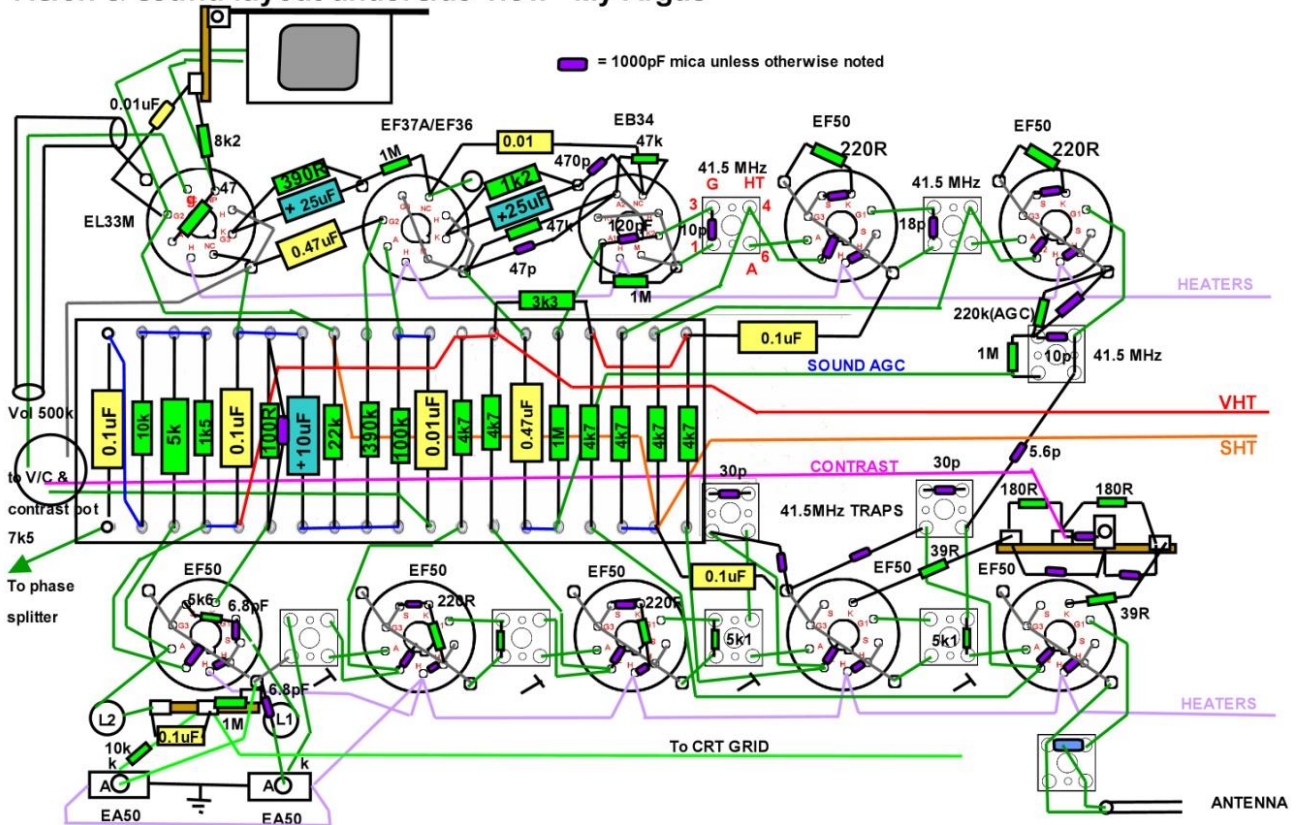 = 1000pF mica unless otherwise noted
0.01uF
8k2
EF37A/EF36
EB34
EF50
EF50
390R
1M
0.01
470p
47k
220R
220R
47
+ 25uF
1k2
+25uF
41.5 MHz
41.5 MHz
G HT
3 4
1 6
A
EL33M
0.47uF
47k
47p
120pF
10p
18p
1M
3k3
HEATERS
220k(AGC)
0.1uF
1M
10p
41.5 MHz
SOUND AGC
Vol 500k
to V/C &
contrast pot
7k5
To phase
splitter
0.1uF
10k
5k
1k5
0.1uF
100R
+10uF
22k
390k
100k
0.01uF
4k7
4k7
0.47uF
1M
4k7
4k7
4k7
4k7
VHT
SHT
CONTRAST
5.6p
30p
30p
41.5MHz TRAPS
180R
180R
39R
39R
0.1uF
EF50
EF50
EF50
EF50
EF50
5k6
6.8pF
220R
5k1
5k1
6.8pF
L2
L1
1M
0.1uF
10k
k
k
A
A
EA50
EA50
To CRT GRID
HEATERS
ANTENNA